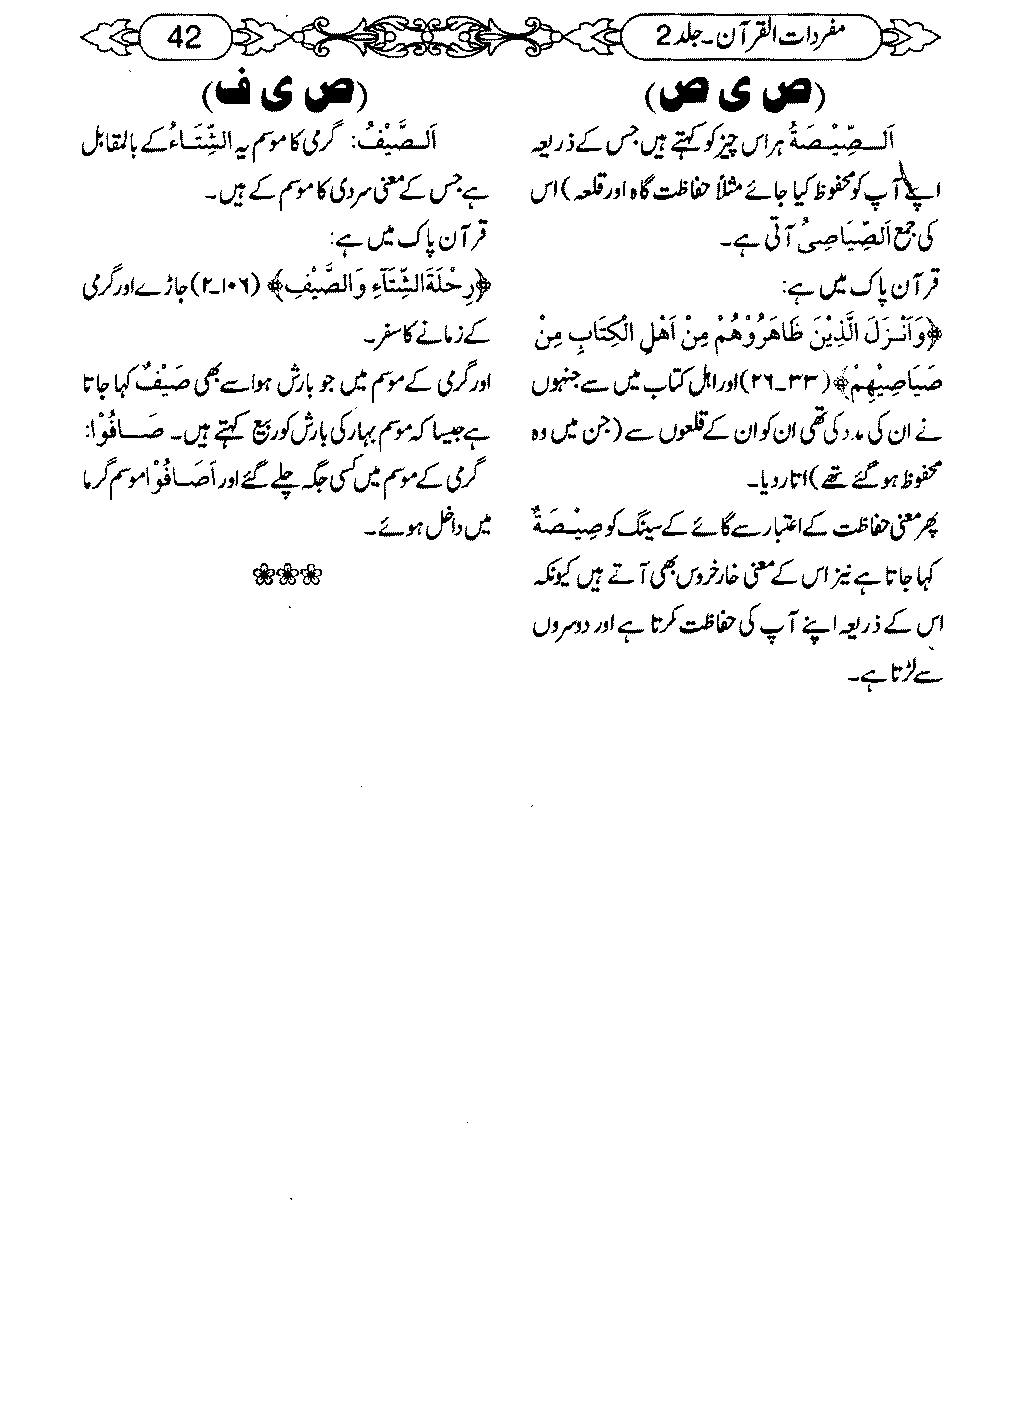 مفردات القرآن۔جلد 2
42
(ص ی ص)
اَلصِّیْصَۃُ ہر اس چیز کو کہتے ہیں جس کے ذریعہ
اپنے آپ کو محفوظ کیا جائے مثلاً حفاظت گاہ اور قلعہ) اس
کی جمع اَلصِّیَاصِیُ آتی ہے۔
قرآن پاک میں ہے:
﴿وَاَنْزَلَ الَّذِیْنَ ظَاھَرُوْھُمْ مِنْ اَھْلِ الْکِتَابِ مِنْ
صَیَاصِیْھِمْ﴾ (۳۳۔۲۶) اور اہل کتاب میں سے جنہوں
نے ان کی مدد کی تھی ان کو ان کے قلعوں سے (جن میں وہ
محفوظ ہو گئے تھے) اتار دیا۔
پھر معنی حفاظت کے اعتبار سے گائے کے سینگ کو صِیْصَۃٌ
کہا جاتا ہے نیز اس کے معنی خار خروس بھی آتے ہیں کیونکہ
اس کے ذریعہ اپنے آپ کی حفاظت کرتا ہے اور دوسروں
سے لڑتا ہے۔
(ص ی ف)
اَلصَّیْفُ: گرمی کا موسم یہ الشِّتَاءُ کے بالمقابل
ہے جس کے معنی سردی کا موسم کے ہیں۔
قرآن پاک میں ہے:
﴿رِحْلَۃَ الشِّتَآءِ وَالصَّیْفِ﴾ (۱۰۶۔۲) جاڑے اور گرمی
کے زمانے کا سفر۔
اور گرمی کے موسم میں جو بارش ہو اسے بھی صَیْفٌ کہا جاتا
ہے جیسا کہ موسم بہار کی بارش کو ربیع کہتے ہیں۔ صَافُوْا:
گرمی کے موسم میں کسی جگہ چلے گئے اور اَصَافُوْا موسم گرما
میں داخل ہوئے۔